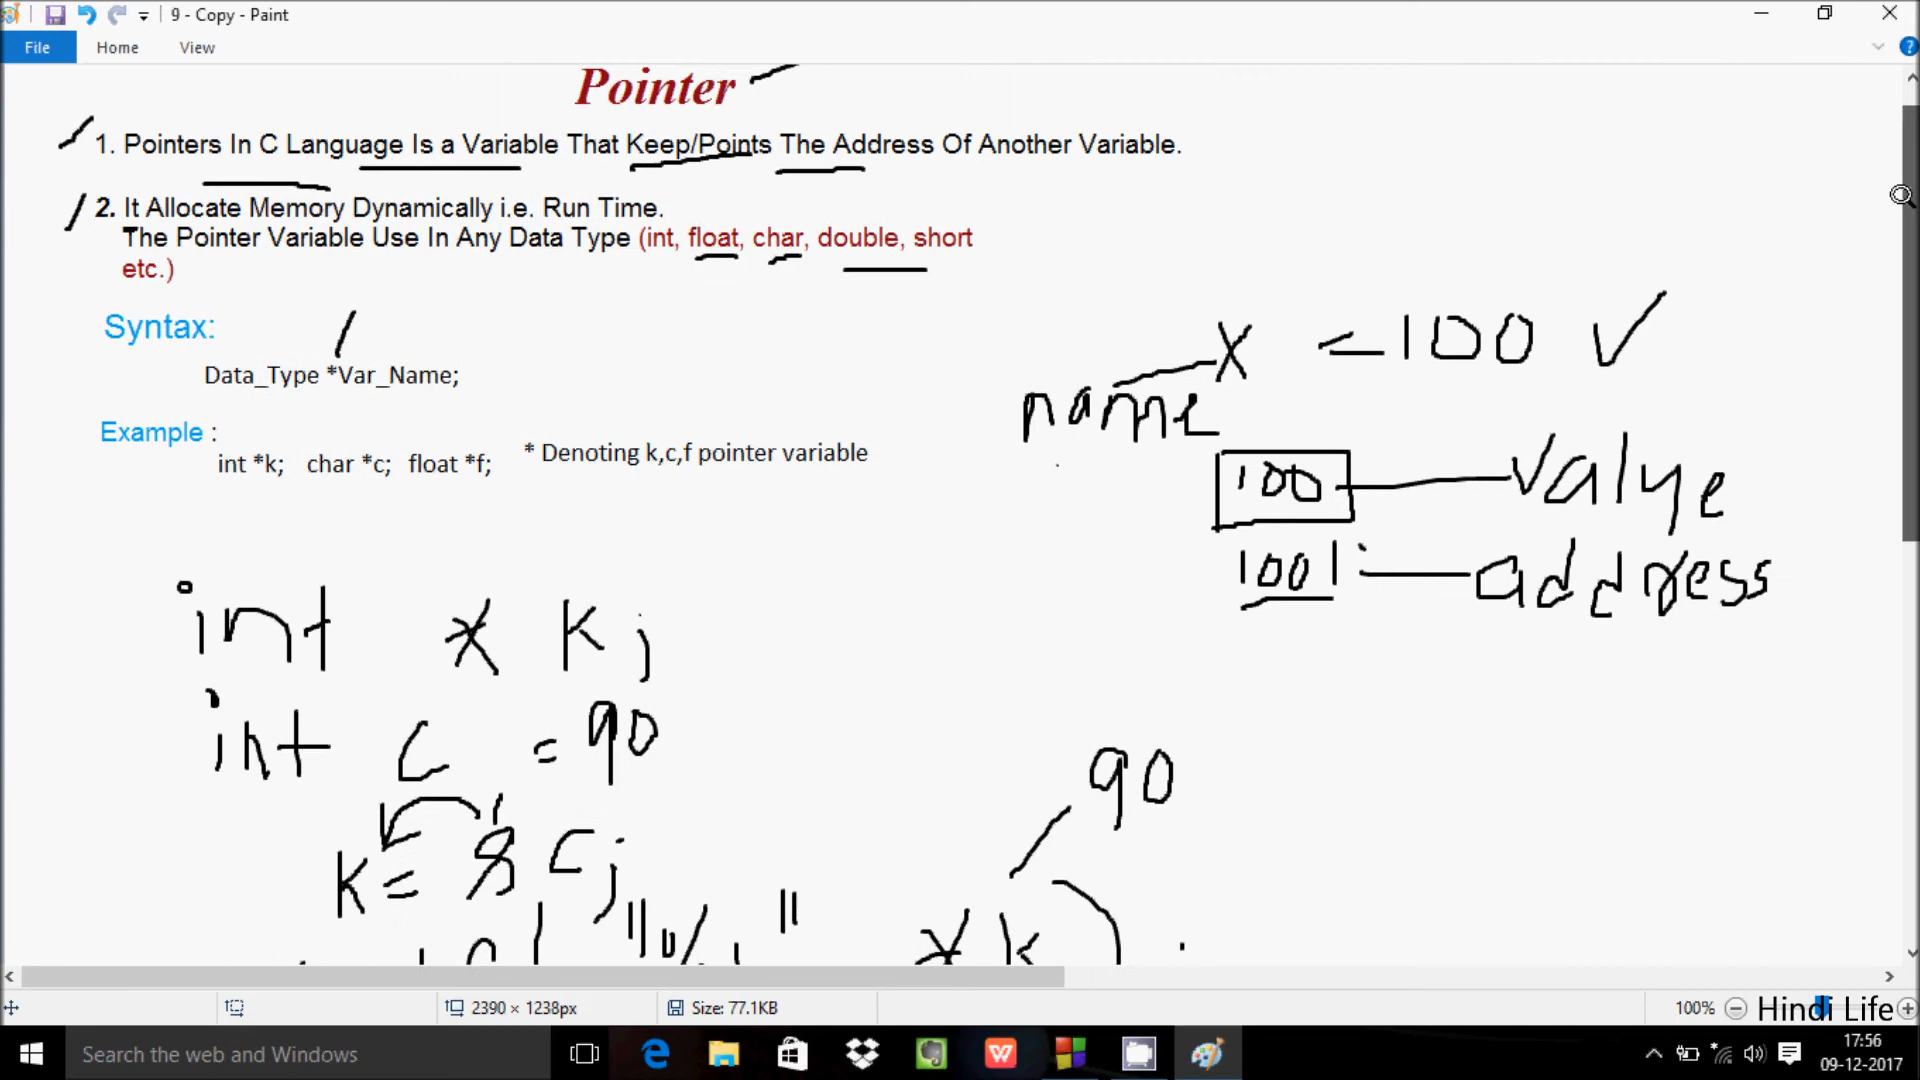 9 - Copy - Paint
File Home View
Pointer
1. Pointers In C Language Is a Variable That Keep/Points The Address Of Another Variable.
2. It Allocate Memory Dynamically i.e. Run Time.
The Pointer Variable Use In Any Data Type (int, float, char, double, short
etc.)
Syntax:
Data_Type *Var_Name;
Example :
int *k; char *c; float *f; * Denoting k,c,f pointer variable
x = 100
name
100 value
1001 address
int * k;
int c = 90
90
k = & c;
*k)
2390 × 1238px Size: 77.1KB 100% Hindi Life
Search the web and Windows
17:56
09-12-2017